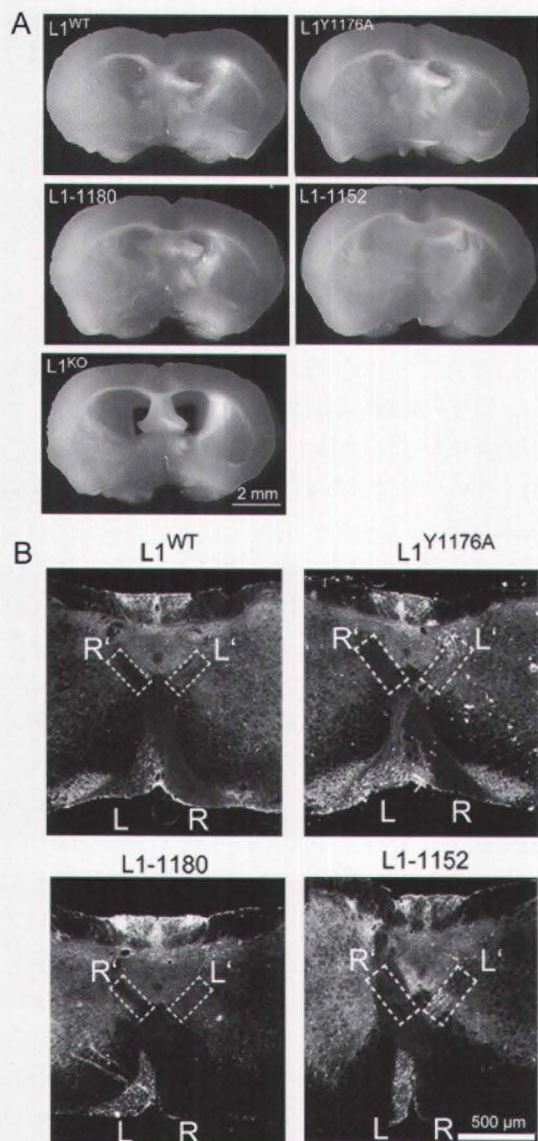 A
L1WT
L1Y1176A
L1-1180
L1-1152
L1KO
2 mm
B
L1WT
L1Y1176A
R‘
L‘
R‘
L‘
L
R
L
R
L1-1180
L1-1152
R‘
L‘
R‘
L‘
L
R
L
R
500 µm